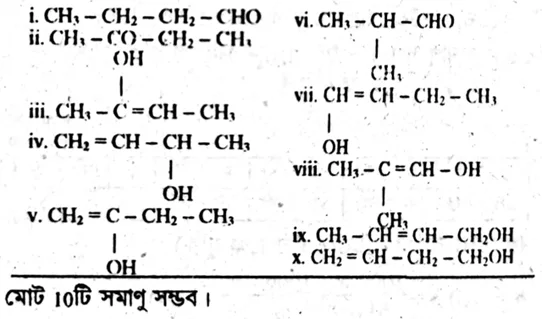 i. CH₃ – CH₂ – CH₂ – CHO
ii. CH₃ – CO – CH₂ – CH₃
OH
|
iii. CH₃ – C = CH – CH₃
iv. CH₂ = CH – CH – CH₃
|
OH
v. CH₂ = C – CH₂ – CH₃
|
OH
vi. CH₃ – CH – CHO
|
CH₃
vii. CH = CH – CH₂ – CH₃
|
OH
viii. CH₃ – C = CH – OH
|
CH₃
ix. CH₃ – CH = CH – CH₂OH
x. CH₂ = CH – CH₂ – CH₂OH
মোট 10টি সমাণু সম্ভব।